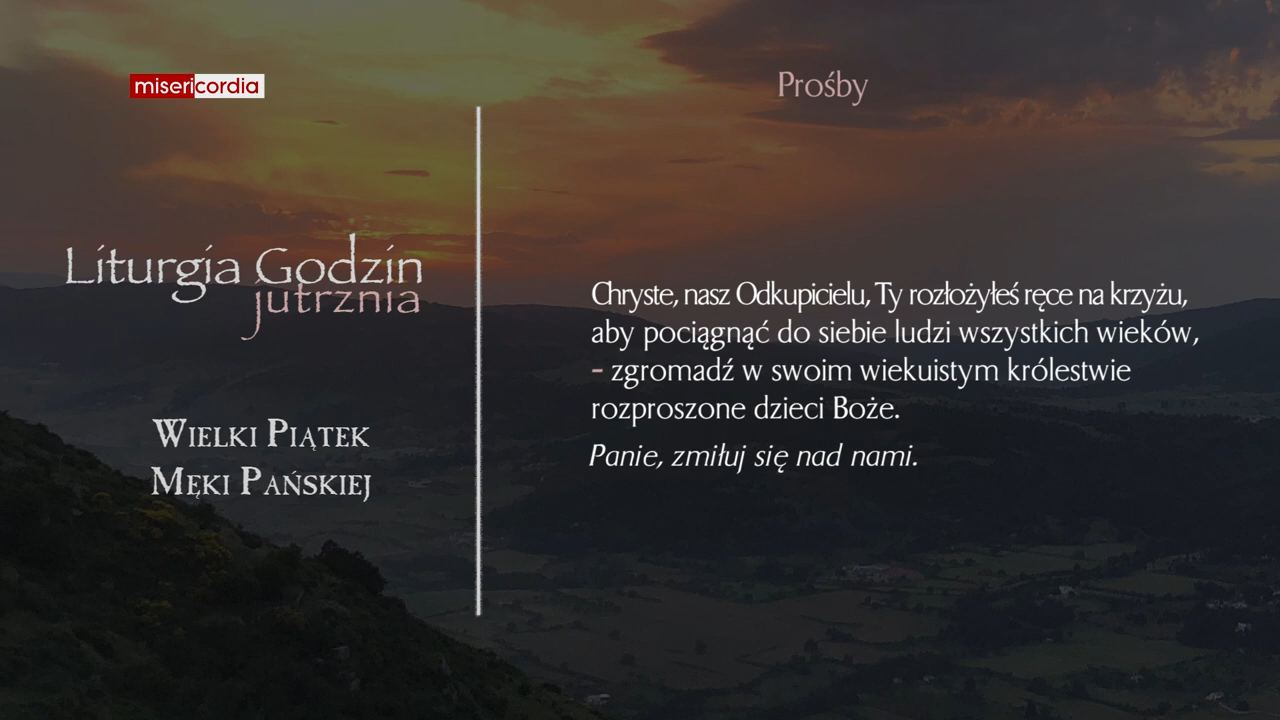 misericordia
Liturgia Godzin
jutrznia
Wielki Piątek
Męki Pańskiej
Prośby
Chryste, nasz Odkupicielu, Ty rozłożyłeś ręce na krzyżu,
aby pociągnąć do siebie ludzi wszystkich wieków,
- zgromadź w swoim wiekuistym królestwie
rozproszone dzieci Boże.
Panie, zmiłuj się nad nami.